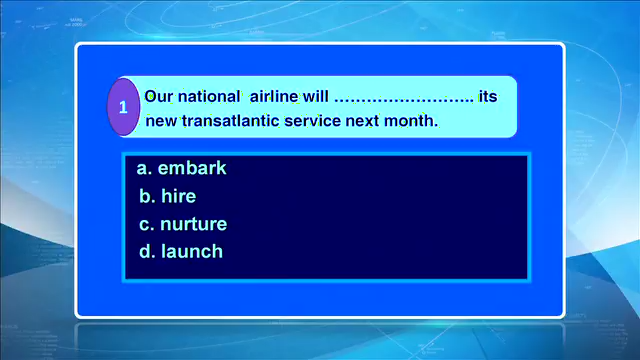 1
Our national airline will …………………….. its
new transatlantic service next month.
a. embark
b. hire
c. nurture
d. launch